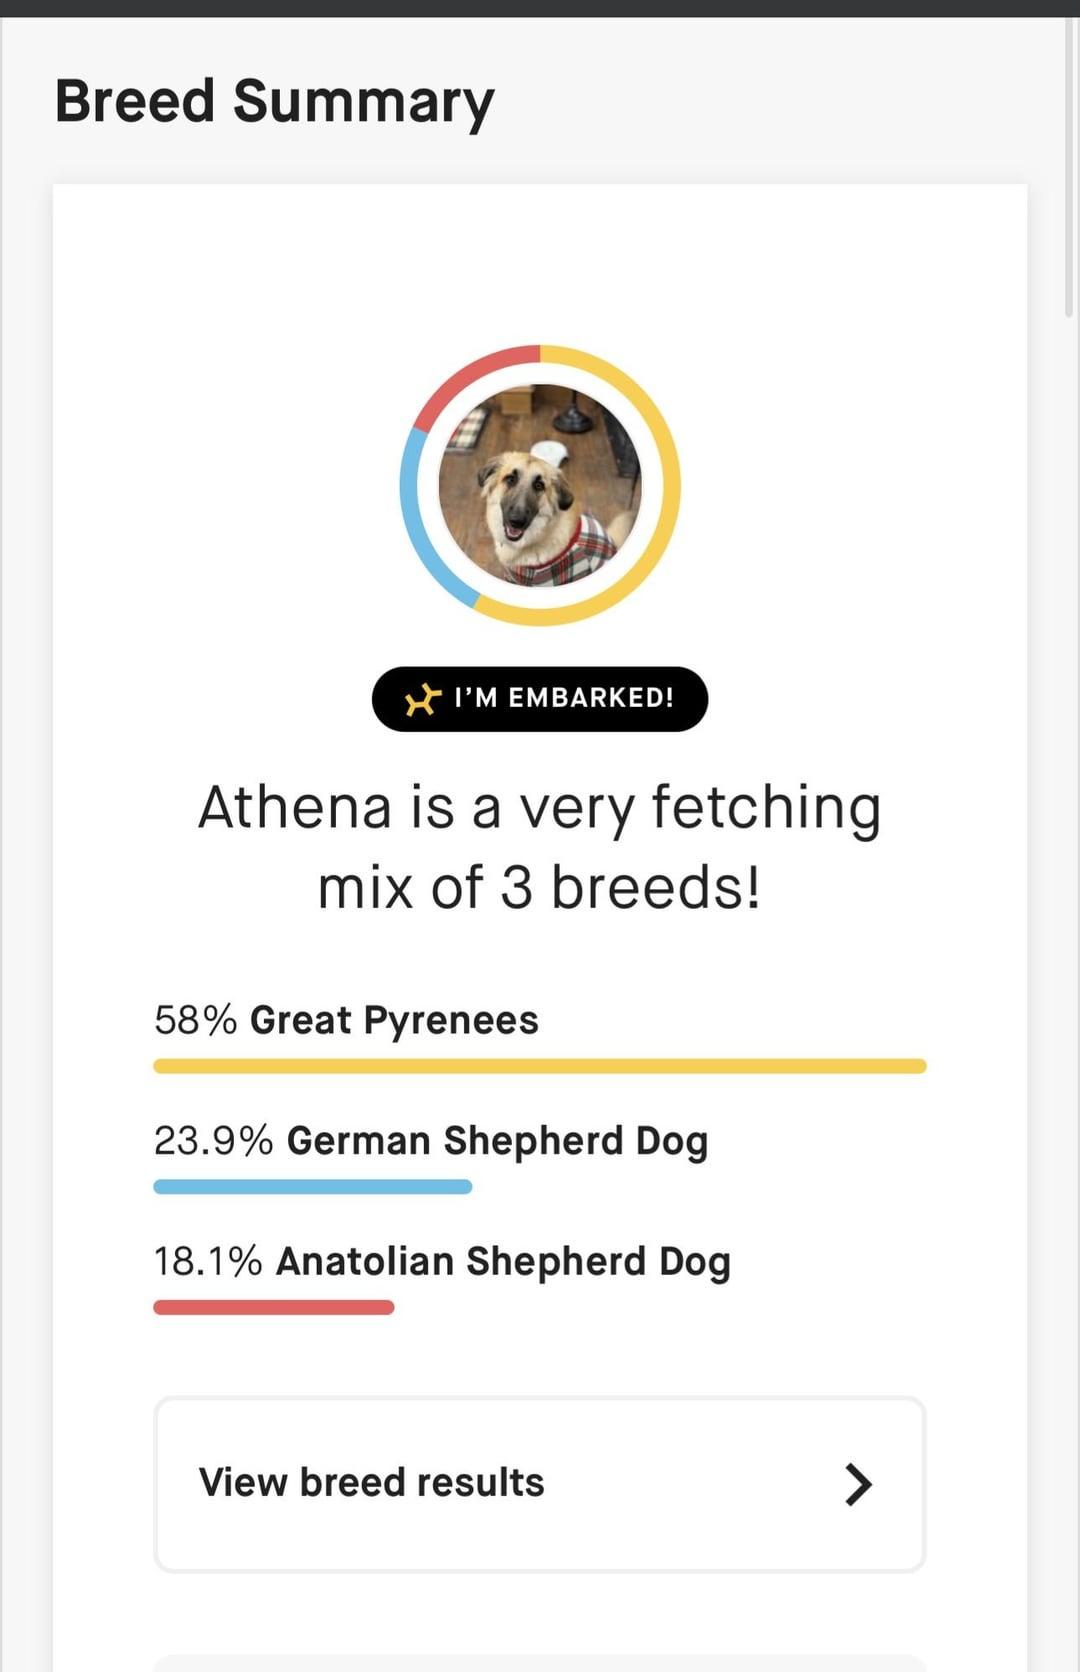 Breed Summary
I’M EMBARKED!
Athena is a very fetching
mix of 3 breeds!
58% Great Pyrenees
23.9% German Shepherd Dog
18.1% Anatolian Shepherd Dog
View breed results